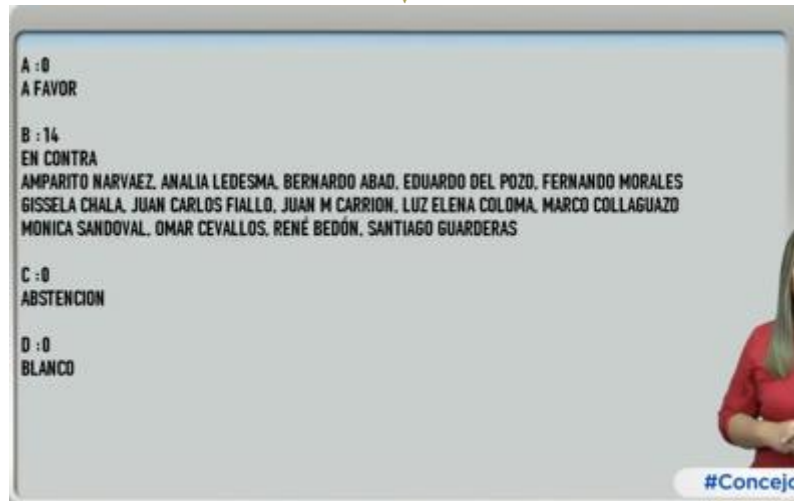 A :0
A FAVOR
B :14
EN CONTRA
AMPARITO NARVAEZ, ANALIA LEDESMA, BERNARDO ABAD, EDUARDO DEL POZO, FERNANDO MORALES
GISSELA CHALA, JUAN CARLOS FIALLO, JUAN M CARRION, LUZ ELENA COLOMA, MARCO COLLAGUAZO
MONICA SANDOVAL, OMAR CEVALLOS, RENÉ BEDÓN, SANTIAGO GUARDERAS
C :0
ABSTENCION
D :0
BLANCO
#Concejo